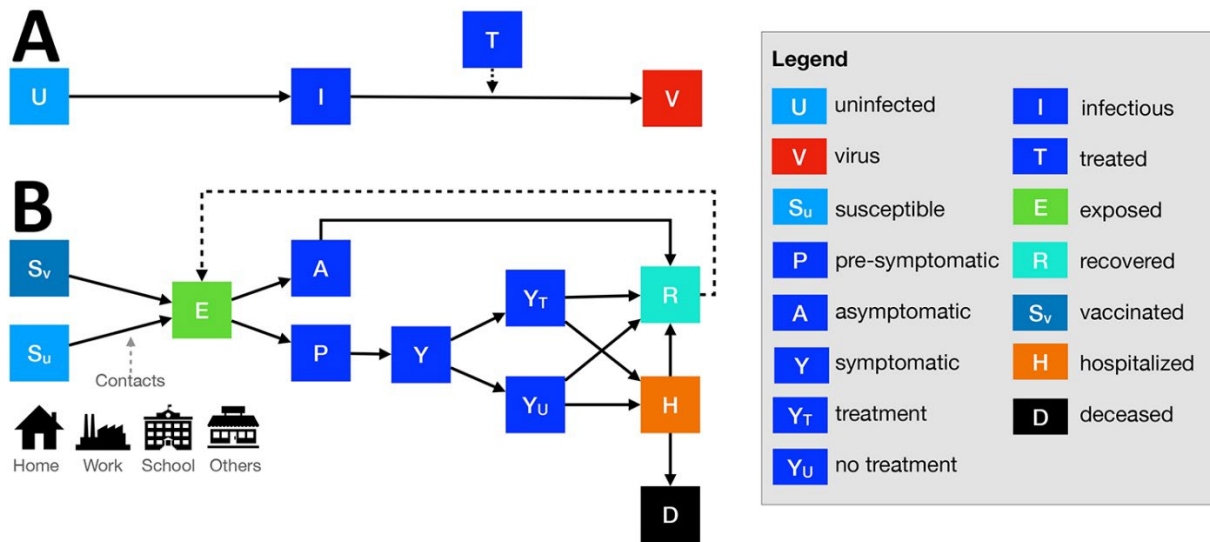 A
U
I
T
V
B
Sv
Su
E
A
P
Y
YT
YU
R
H
D
Contacts
Home Work School Others
Legend
U uninfected I infectious
V virus T treated
Su susceptible E exposed
P pre-symptomatic R recovered
A asymptomatic Sv vaccinated
Y symptomatic H hospitalized
YT treatment D deceased
YU no treatment